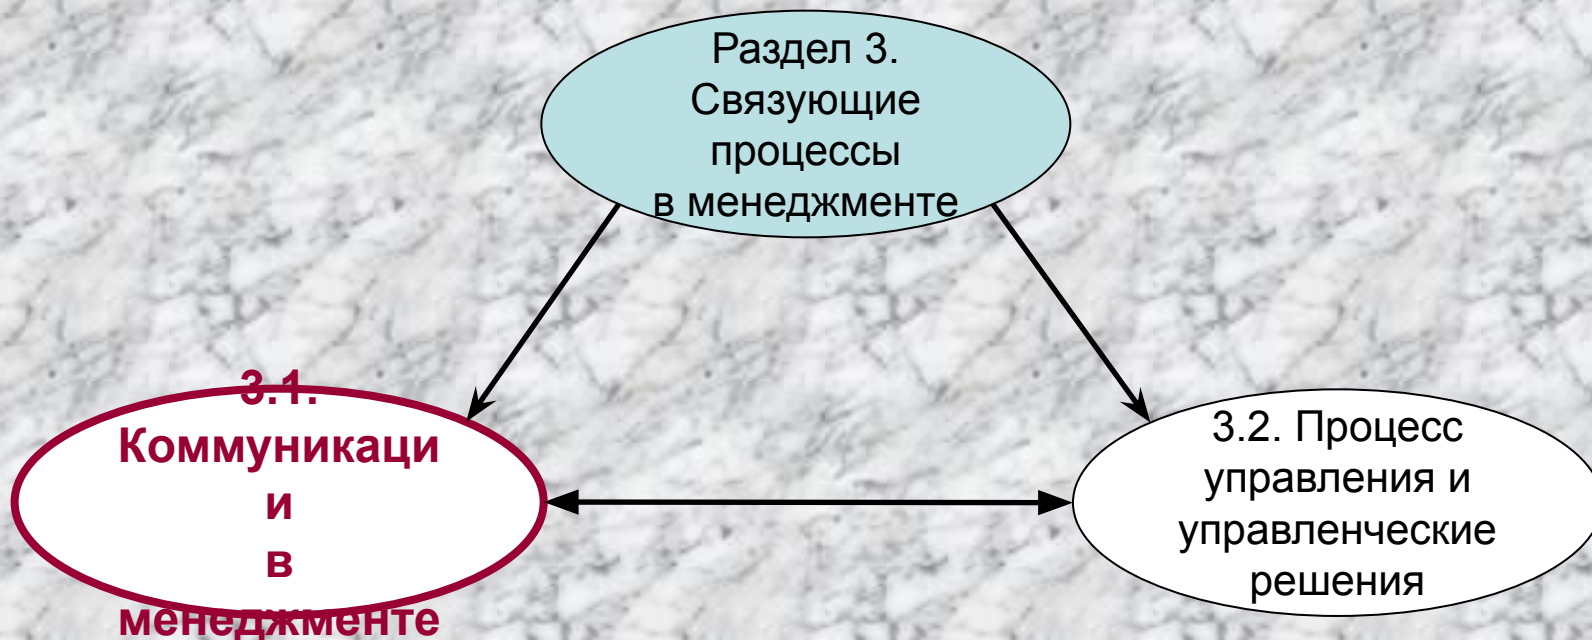 Раздел 3.
Связующие
процессы
в менеджменте
3.1.
Коммуникаци
и
в
менеджменте
3.2. Процесс
управления и
управленческие
решения